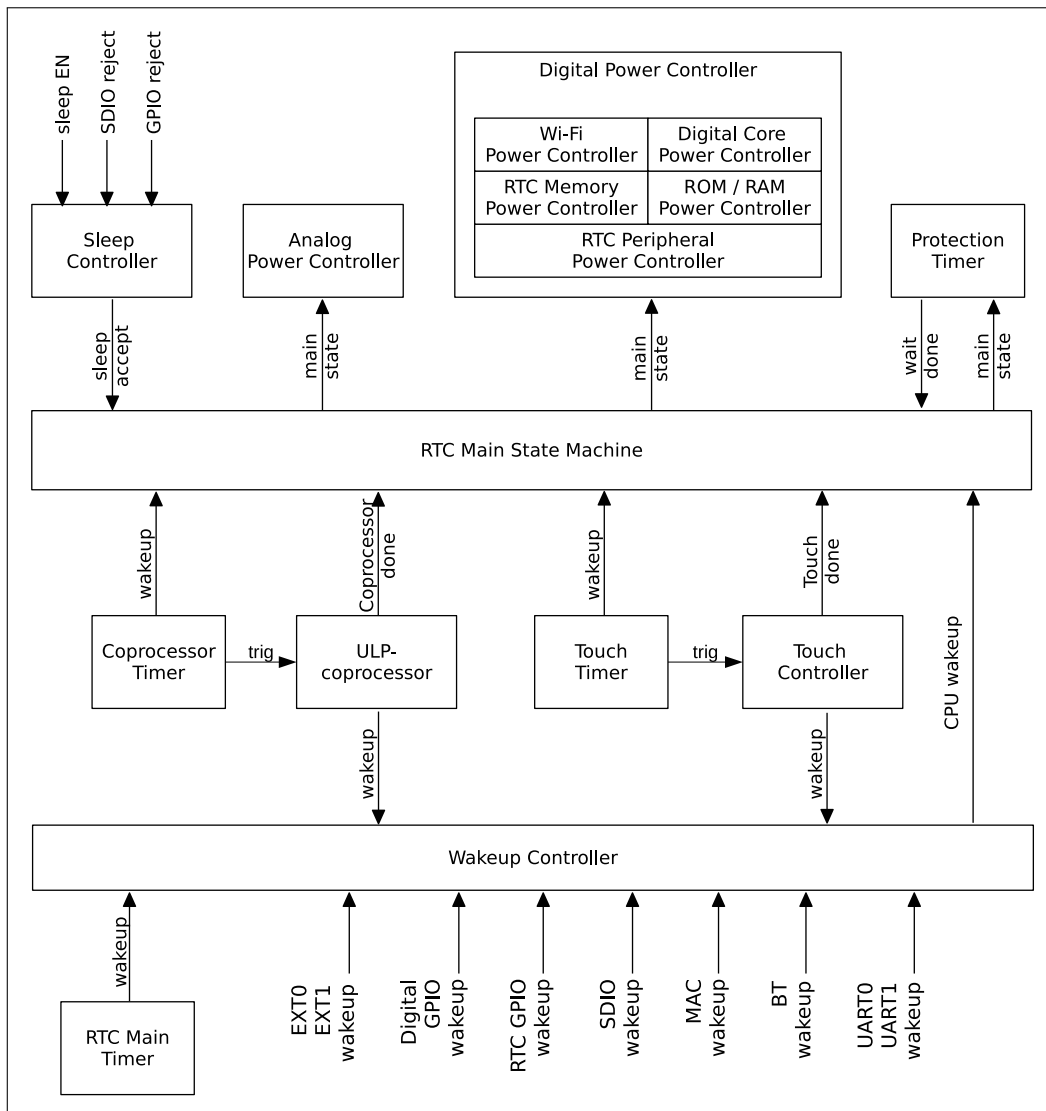 sleep EN
SDIO reject
GPIO reject
Digital Power Controller
Wi-Fi
Power Controller
Digital Core
Power Controller
RTC Memory
Power Controller
ROM / RAM
Power Controller
RTC Peripheral
Power Controller
Sleep
Controller
Analog
Power Controller
Protection
Timer
sleep
accept
main
state
main
state
wait
done
main
state
RTC Main State Machine
wakeup
Coprocessor
done
wakeup
Touch
done
CPU wakeup
Coprocessor
Timer
trig
ULP-
coprocessor
Touch
Timer
trig
Touch
Controller
wakeup
wakeup
Wakeup Controller
wakeup
EXT0
EXT1
wakeup
Digital
GPIO
wakeup
RTC GPIO
wakeup
SDIO
wakeup
MAC
wakeup
BT
wakeup
UART0
UART1
wakeup
RTC Main
Timer